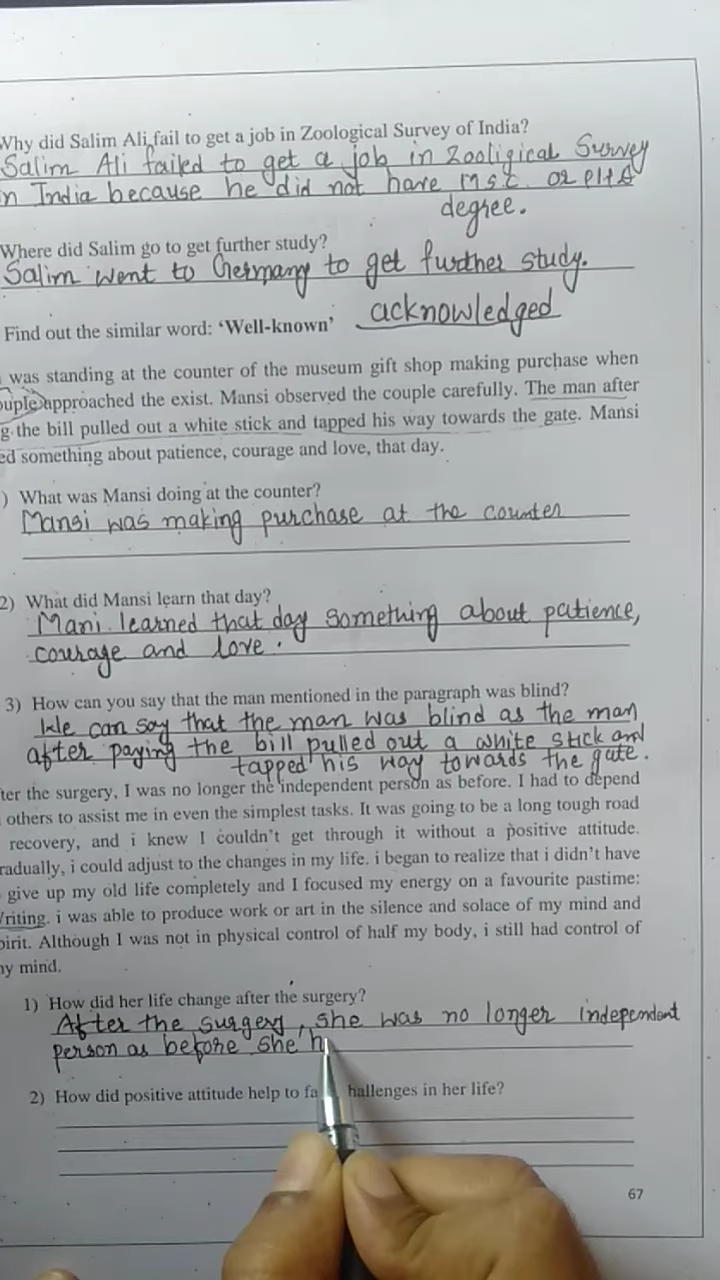 Why did Salim Ali fail to get a job in Zoological Survey of India?
Salim Ali failed to get a job in Zooligical Survey
in India because he did not have MSC or PHD
degree.
Where did Salim go to get further study?
Salim went to Germany to get further study.
Find out the similar word: ‘Well-known’ acknowledged
was standing at the counter of the museum gift shop making purchase when
ouple approached the exist. Mansi observed the couple carefully. The man after
g the bill pulled out a white stick and tapped his way towards the gate. Mansi
ed something about patience, courage and love, that day.
) What was Mansi doing at the counter?
Mansi was making purchase at the counter
2) What did Mansi learn that day?
Mani learned that day something about patience,
courage and love.
3) How can you say that the man mentioned in the paragraph was blind?
We can say that the man was blind as the man
after paying the bill pulled out a white stick and
tapped his way towards the gate.
ter the surgery, I was no longer the independent person as before. I had to depend
others to assist me in even the simplest tasks. It was going to be a long tough road
recovery, and i knew I couldn’t get through it without a positive attitude.
radually, i could adjust to the changes in my life. i began to realize that i didn’t have
give up my old life completely and I focused my energy on a favourite pastime:
Writing. i was able to produce work or art in the silence and solace of my mind and
pirit. Although I was not in physical control of half my body, i still had control of
my mind.
1) How did her life change after the surgery?
After the surgery, she was no longer independent
person as before she h
2) How did positive attitude help to fa hallenges in her life?
67